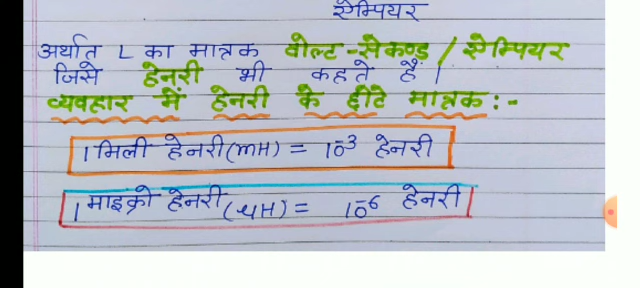 ऐम्पियर
अर्थात L का मात्रक वोल्ट-सेकण्ड / ऐम्पियर
जिसे हेनरी भी कहते हैं।
व्यवहार में हेनरी के छोटे मात्रक :-
1 मिली हेनरी (mH) = 10⁻³ हेनरी
1 माइक्रो हेनरी (μH) = 10⁻⁶ हेनरी